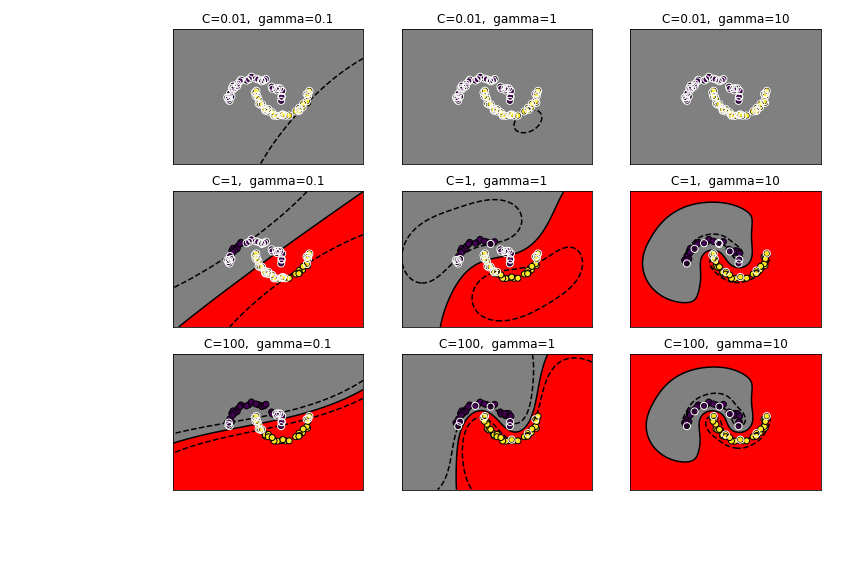 C=0.01,  gamma=0.1
C=0.01,  gamma=1
C=0.01,  gamma=10
C=1,  gamma=0.1
C=1,  gamma=1
C=1,  gamma=10
C=100,  gamma=0.1
C=100,  gamma=1
C=100,  gamma=10